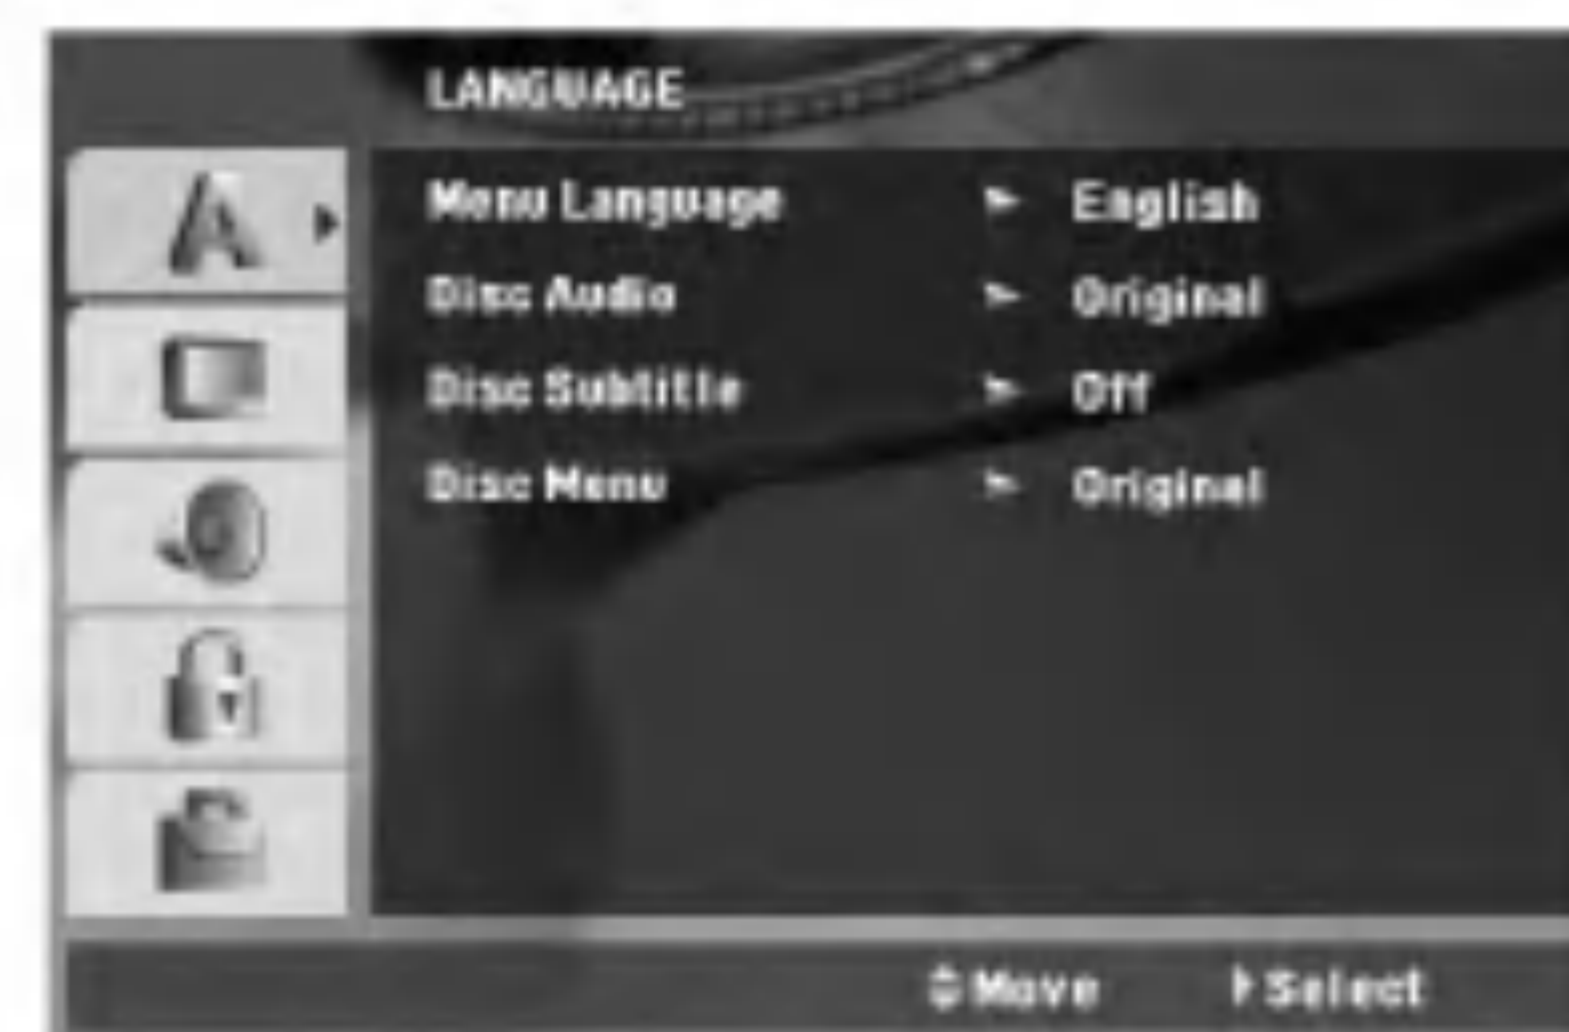 LANGUAGE
Menu Language ► English
Disc Audio ► Original
Disc Subtitle ► Off
Disc Menu ► Original
Move Select